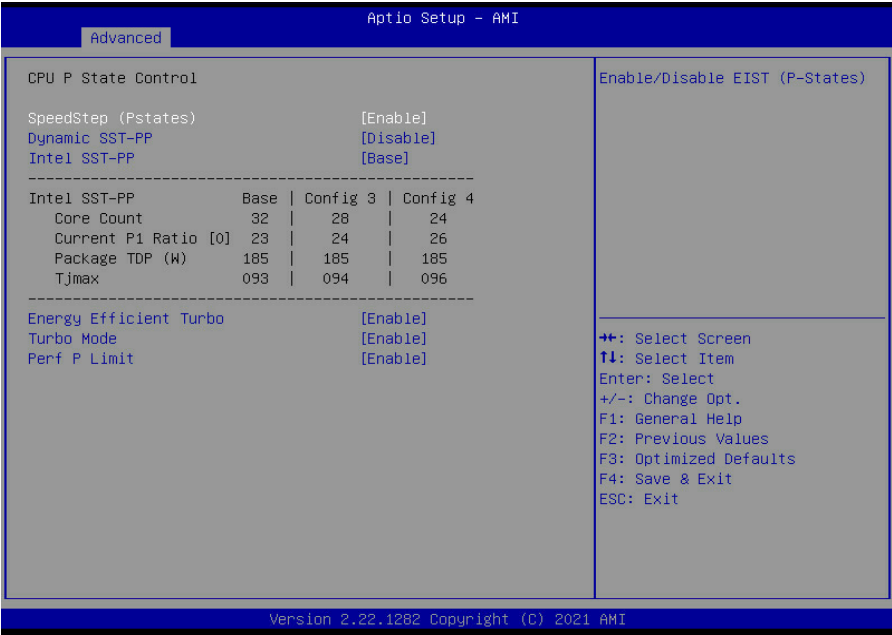 Aptio Setup – AMI
Advanced
CPU P State Control
SpeedStep (Pstates) [Enable]
Dynamic SST-PP [Disable]
Intel SST-PP [Base]
------------------------------------------------------
Intel SST-PP Base | Config 3 | Config 4
Core Count 32 | 28 | 24
Current P1 Ratio [0] 23 | 24 | 26
Package TDP (W) 185 | 185 | 185
Tjmax 093 | 094 | 096
------------------------------------------------------
Energy Efficient Turbo [Enable]
Turbo Mode [Enable]
Perf P Limit [Enable]
Enable/Disable EIST (P-States)
→←: Select Screen
↑↓: Select Item
Enter: Select
+/-: Change Opt.
F1: General Help
F2: Previous Values
F3: Optimized Defaults
F4: Save & Exit
ESC: Exit
Version 2.22.1282 Copyright (C) 2021 AMI